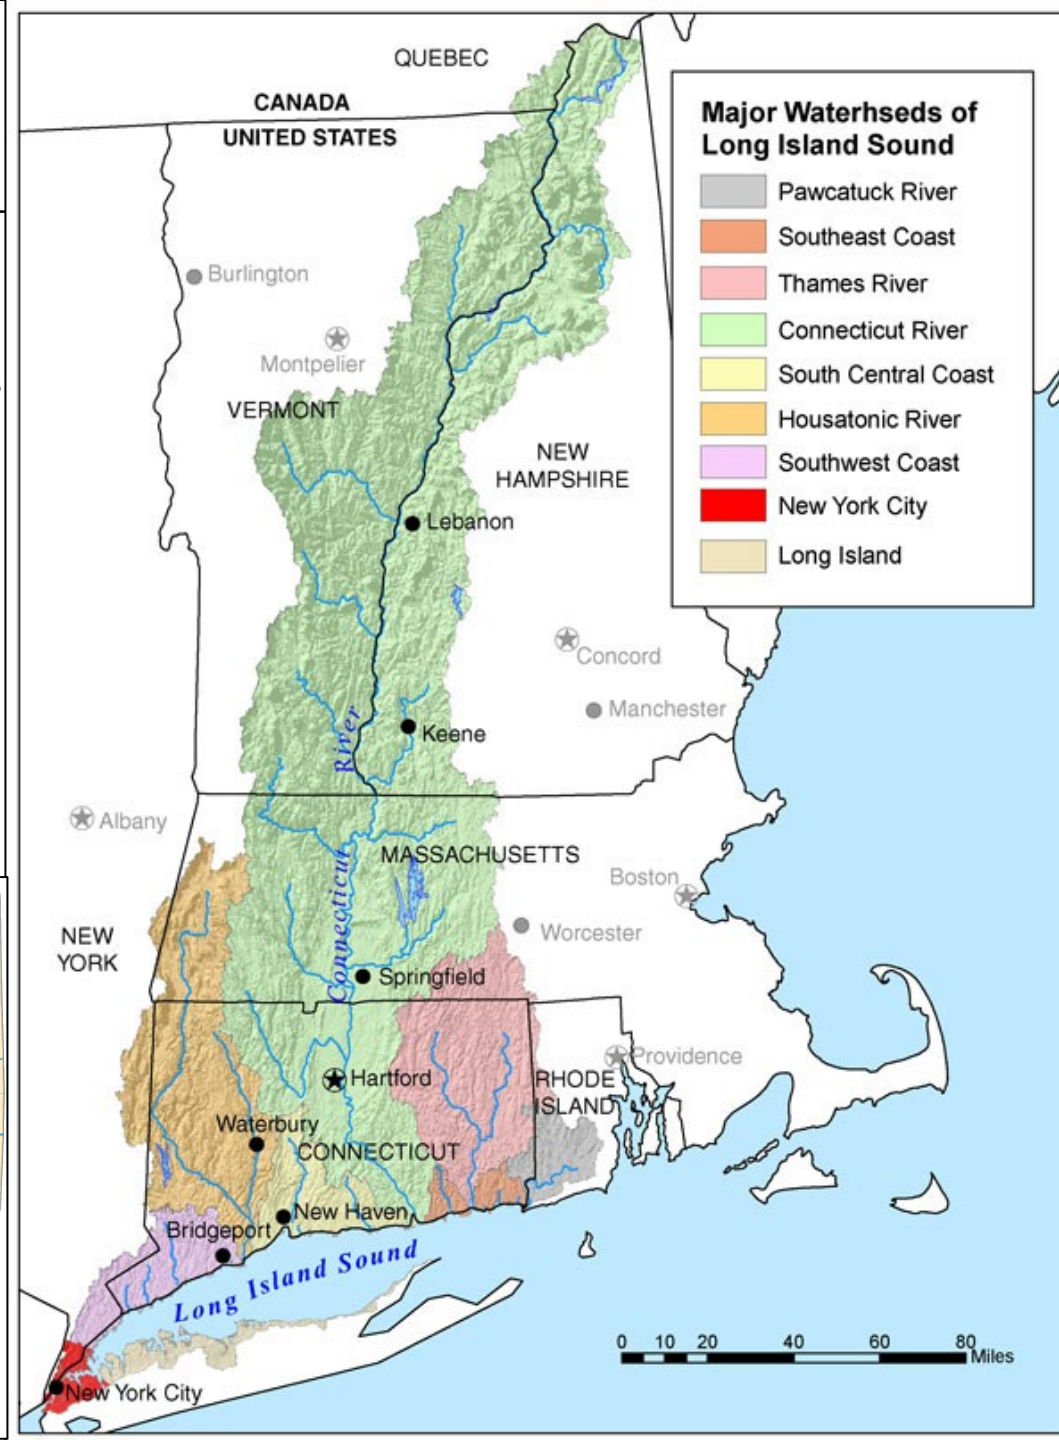 QUEBEC
CANADA
UNITED STATES
Major Waterhseds of
Long Island Sound
Pawcatuck River
Southeast Coast
Thames River
Connecticut River
South Central Coast
Housatonic River
Southwest Coast
New York City
Long Island
Burlington
Montpelier
VERMONT
NEW
HAMPSHIRE
Lebanon
Concord
Manchester
Keene
Connecticut River
Albany
MASSACHUSETTS
Boston
NEW
YORK
Worcester
Springfield
Providence
Hartford
RHODE
ISLAND
Waterbury
CONNECTICUT
New Haven
Bridgeport
Long Island Sound
0 10 20 40 60 80
Miles
New York City